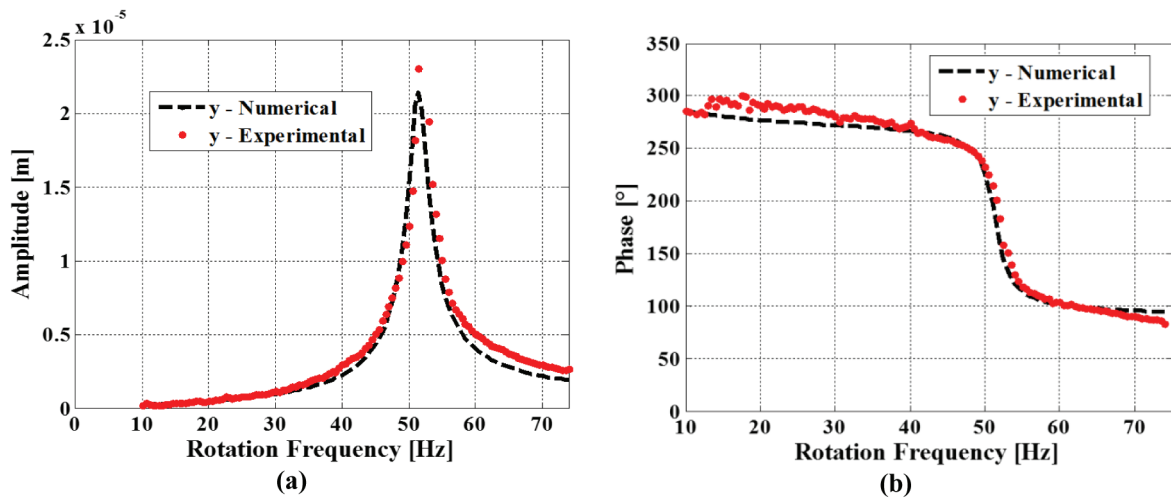 x 10^-5
2.5
2
1.5
1
0.5
0
Amplitude [m]
y - Numerical
y - Experimental
0 10 20 30 40 50 60 70
Rotation Frequency [Hz]
(a)
350
300
250
200
150
100
50
0
Phase [°]
y - Numerical
y - Experimental
10 20 30 40 50 60 70
Rotation Frequency [Hz]
(b)